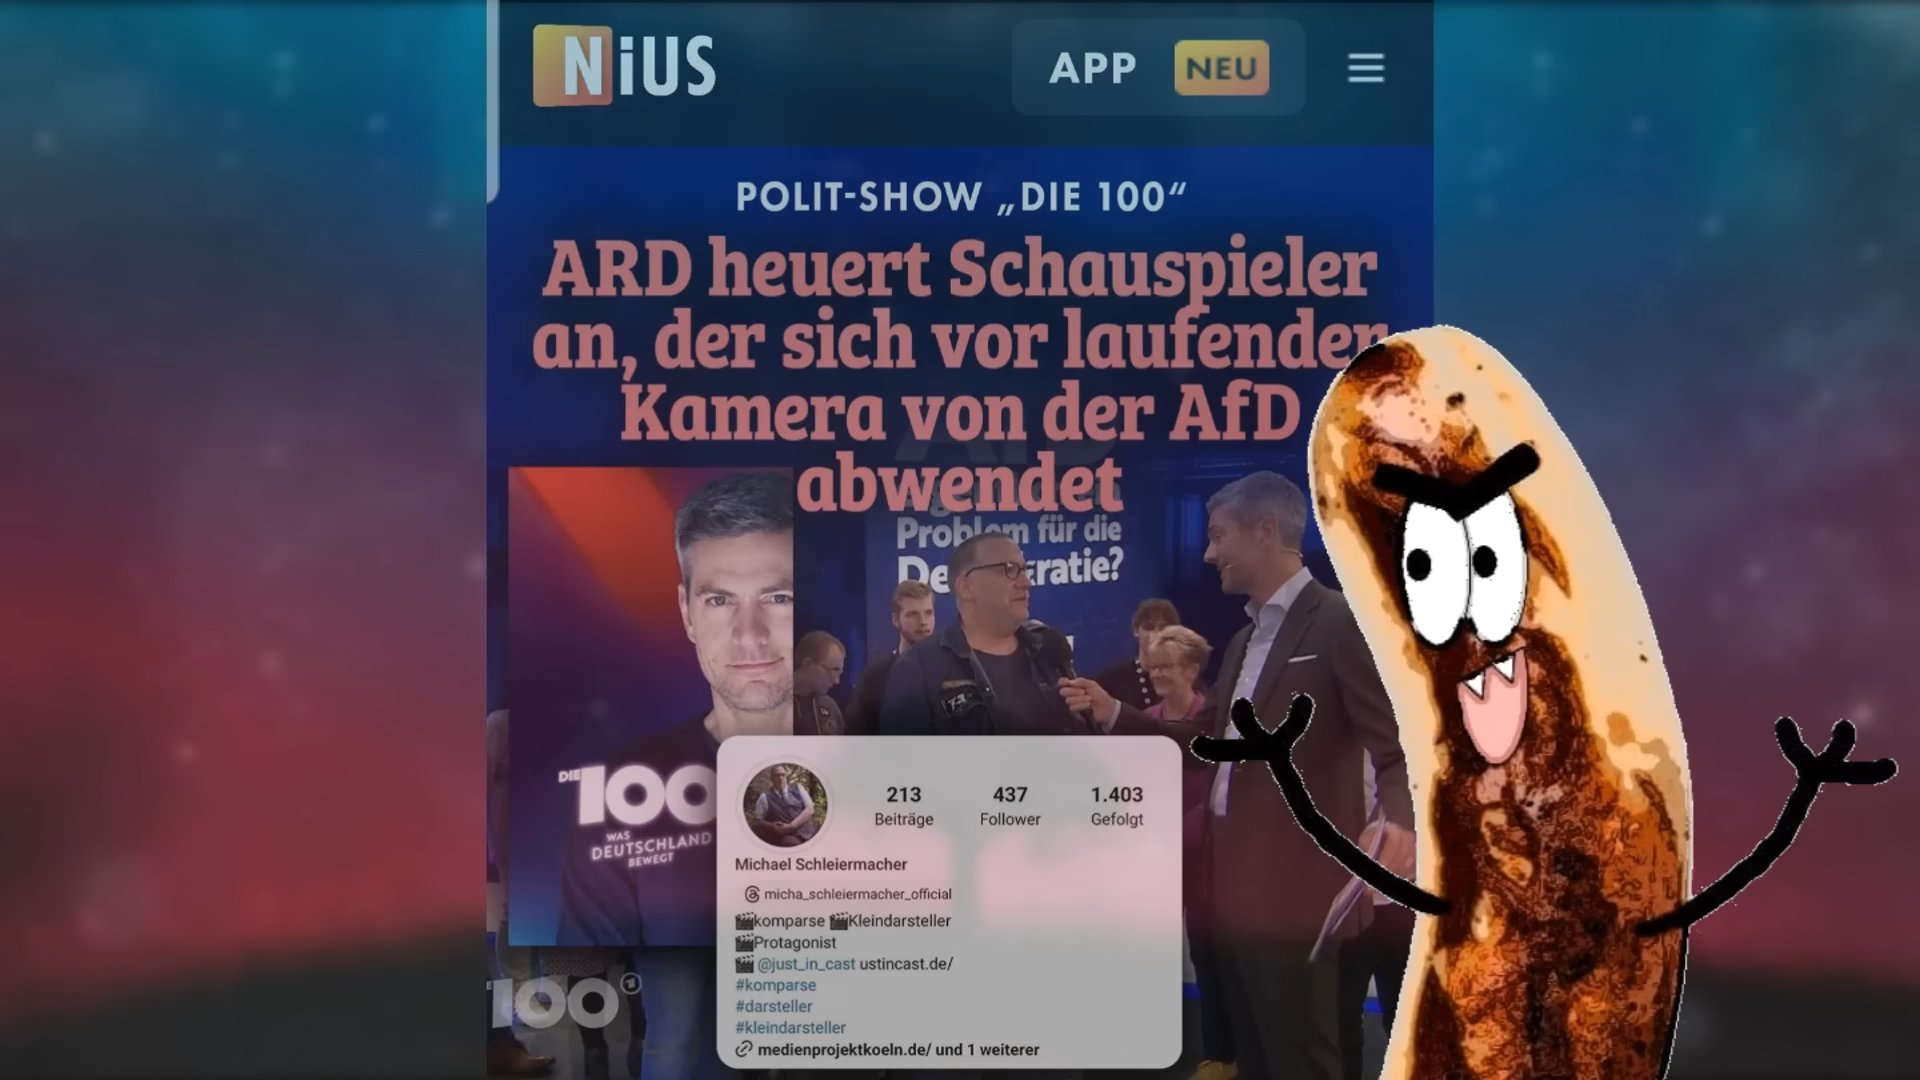 NiUS
APP NEU
POLIT-SHOW „DIE 100“
ARD heuert Schauspieler
an, der sich vor laufender
Kamera von der AfD
abwendet
Problem für die
DIE
100
WAS
DEUTSCHLAND
BEWEGT
213 437 1.403
Beiträge Follower Gefolgt
Michael Schleiermacher
micha_schleiermacher_official
komparse Kleindarsteller
Protagonist
@just_in_cast ustincast.de/
#komparse
#darsteller
#kleindarsteller
medienprojektkoeln.de/ und 1 weiterer
100